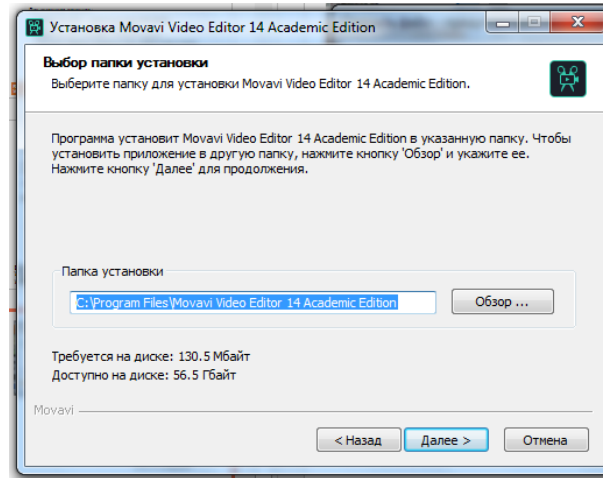 Установка Movavi Video Editor 14 Academic Edition
Выбор папки установки
Выберите папку для установки Movavi Video Editor 14 Academic Edition.
Программа установит Movavi Video Editor 14 Academic Edition в указанную папку. Чтобы
установить приложение в другую папку, нажмите кнопку 'Обзор' и укажите ее.
Нажмите кнопку 'Далее' для продолжения.
Папка установки
C:\Program Files\Movavi Video Editor 14 Academic Edition
Обзор ...
Требуется на диске: 130.5 Мбайт
Доступно на диске: 56.5 Гбайт
Movavi
< Назад
Далее >
Отмена